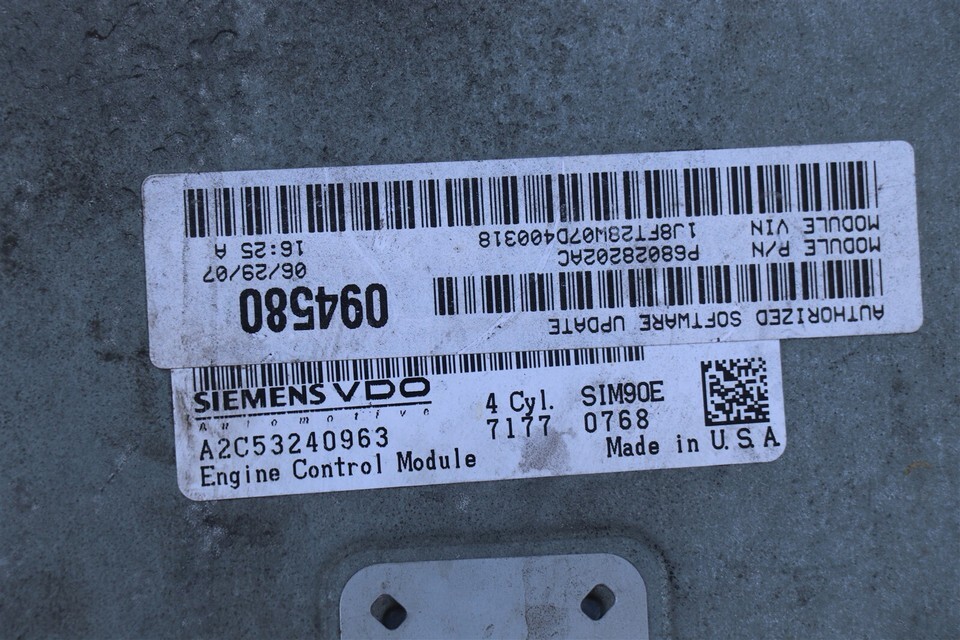 AUTHORIZED SOFTWARE UPDATE
094580
MODULE P/N P68028202AC 06/29/07
MODULE VIN 1J8FT28W07D400318 16:25 A
SIEMENS VDO
Automotive
4 Cyl. SIM90E
7177 0768
A2C53240963
Made in U.S.A
Engine Control Module